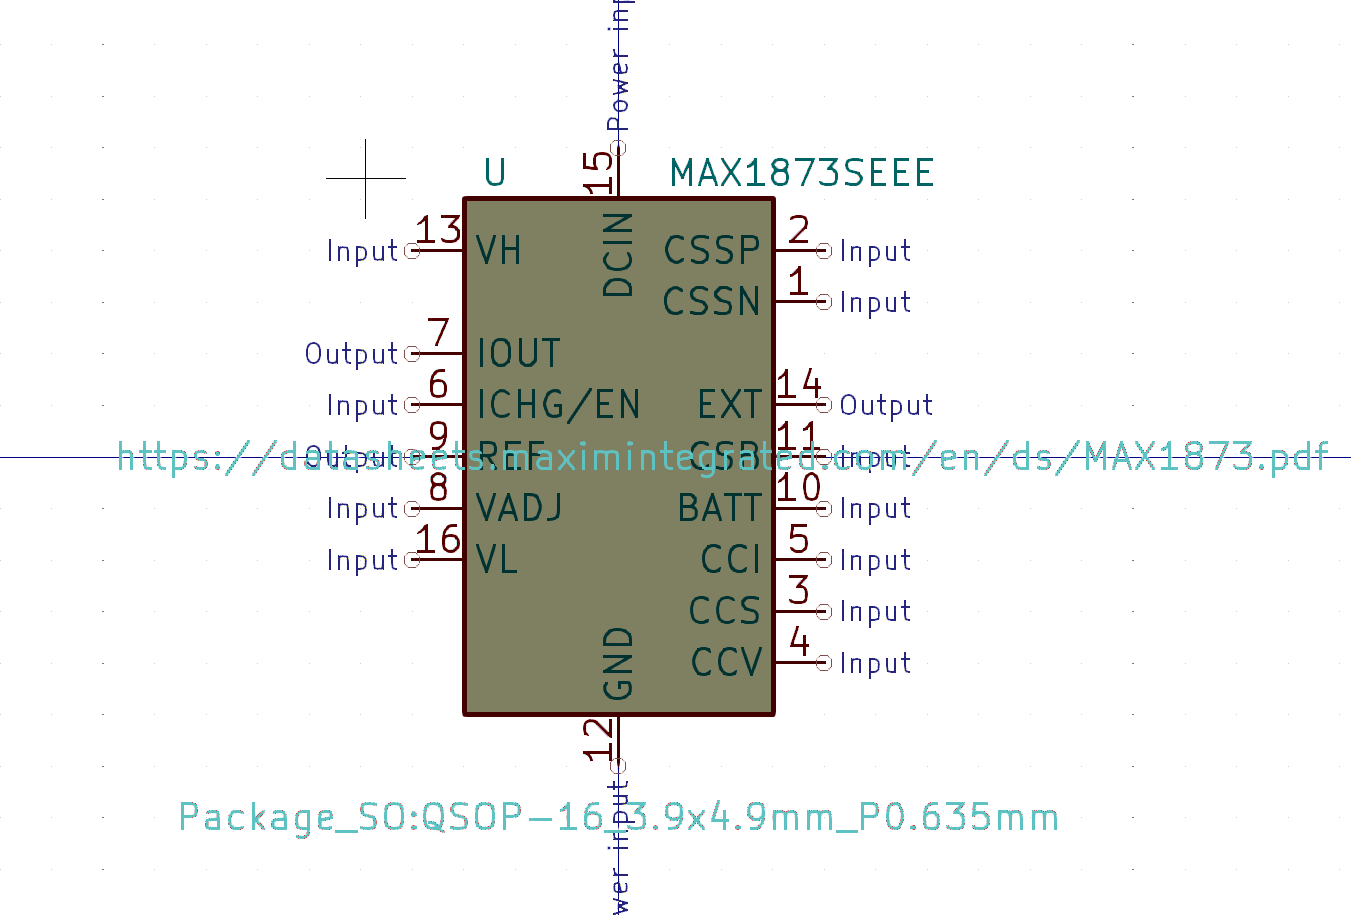 Power inp
U
15
MAX1873SEEE
Input 13 VH
DCIN
CSSP 2 Input
CSSN 1 Input
Output 7 IOUT
Input 6 ICHG/EN
EXT 14 Output
Output 9 REF
CSB 11 Input
https://datasheets.maximintegrated.com/en/ds/MAX1873.pdf
Input 8 VADJ
BATT 10 Input
Input 16 VL
CCI 5 Input
CCS 3 Input
GND
CCV 4 Input
12
Package_SO:QSOP-16_3.9x4.9mm_P0.635mm
wer input